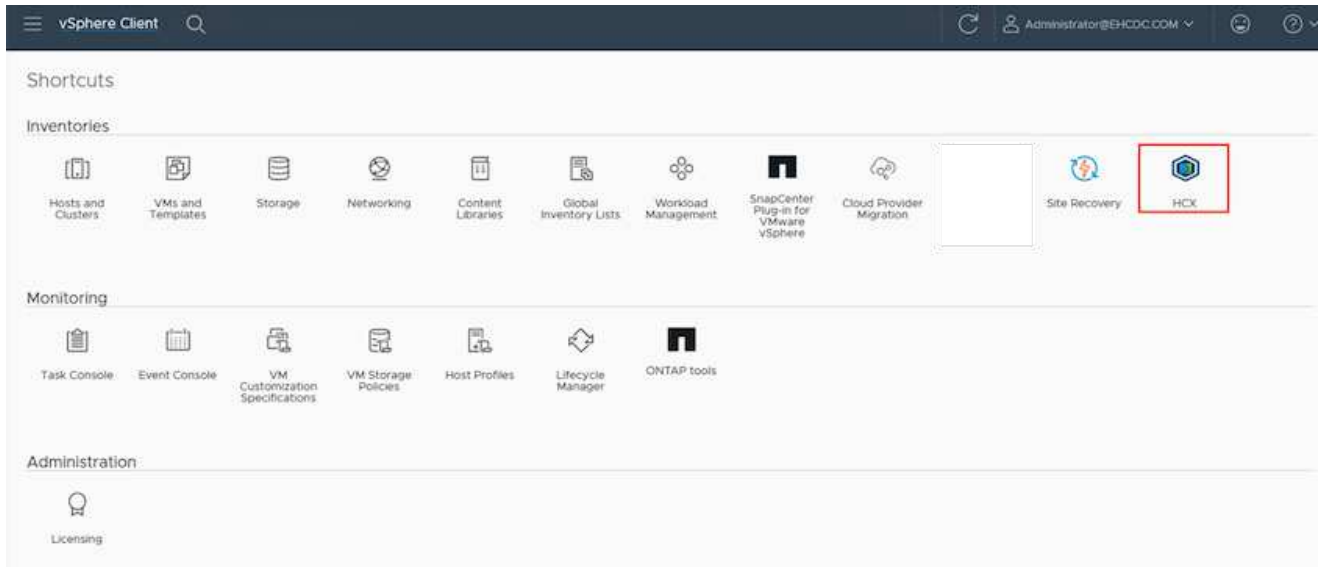 vSphere Client
Administrator@EHCDC.COM
Shortcuts
Inventories
Hosts and
Clusters
VMs and
Templates
Storage
Networking
Content
Libraries
Global
Inventory Lists
Workload
Management
SnapCenter
Plug-in for
VMware
vSphere
Cloud Provider
Migration
Site Recovery
HCX
Monitoring
Task Console
Event Console
VM
Customization
Specifications
VM Storage
Policies
Host Profiles
Lifecycle
Manager
ONTAP tools
Administration
Licensing